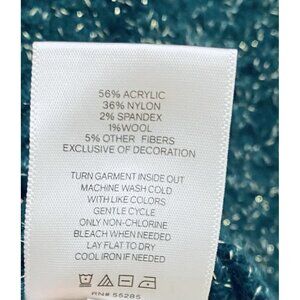 56% ACRYLIC
36% NYLON
2% SPANDEX
1% WOOL
5% OTHER FIBERS
EXCLUSIVE OF DECORATION
TURN GARMENT INSIDE OUT
MACHINE WASH COLD
WITH LIKE COLORS
GENTLE CYCLE
ONLY NON-CHLORINE
BLEACH WHEN NEEDED
LAY FLAT TO DRY
COOL IRON IF NEEDED
RN# 55285